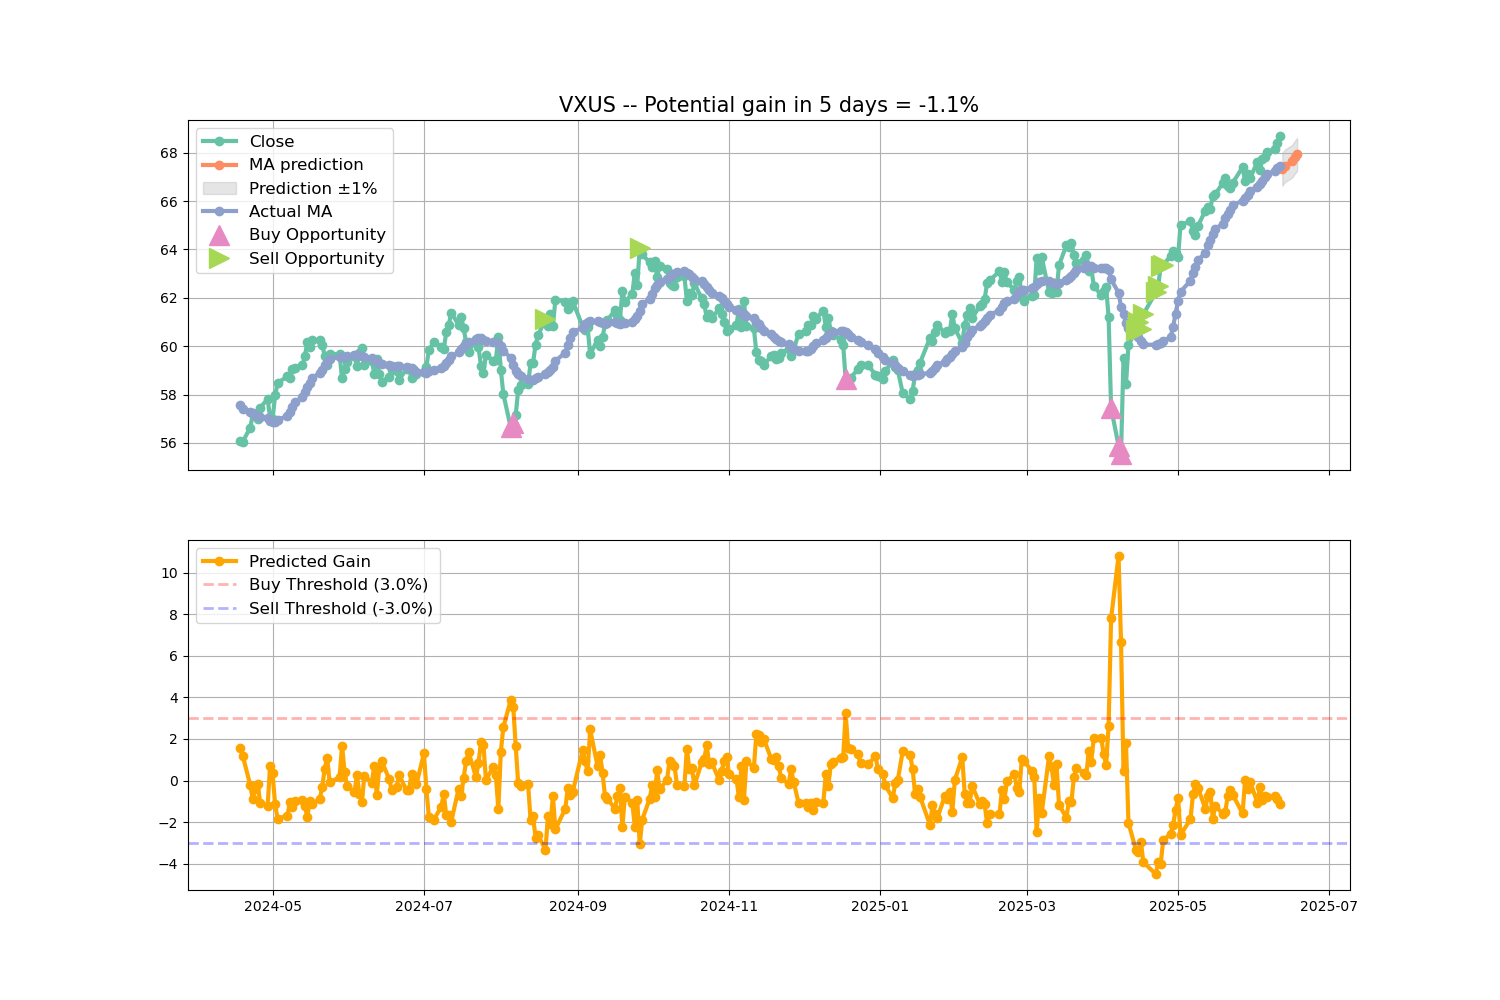 VXUS -- Potential gain in 5 days = -1.1%
Close
MA prediction
Prediction ±1%
Actual MA
Buy Opportunity
Sell Opportunity
68
66
64
62
60
58
56
Predicted Gain
Buy Threshold (3.0%)
Sell Threshold (-3.0%)
10
8
6
4
2
0
−2
−4
2024-05 2024-07 2024-09 2024-11 2025-01 2025-03 2025-05 2025-07